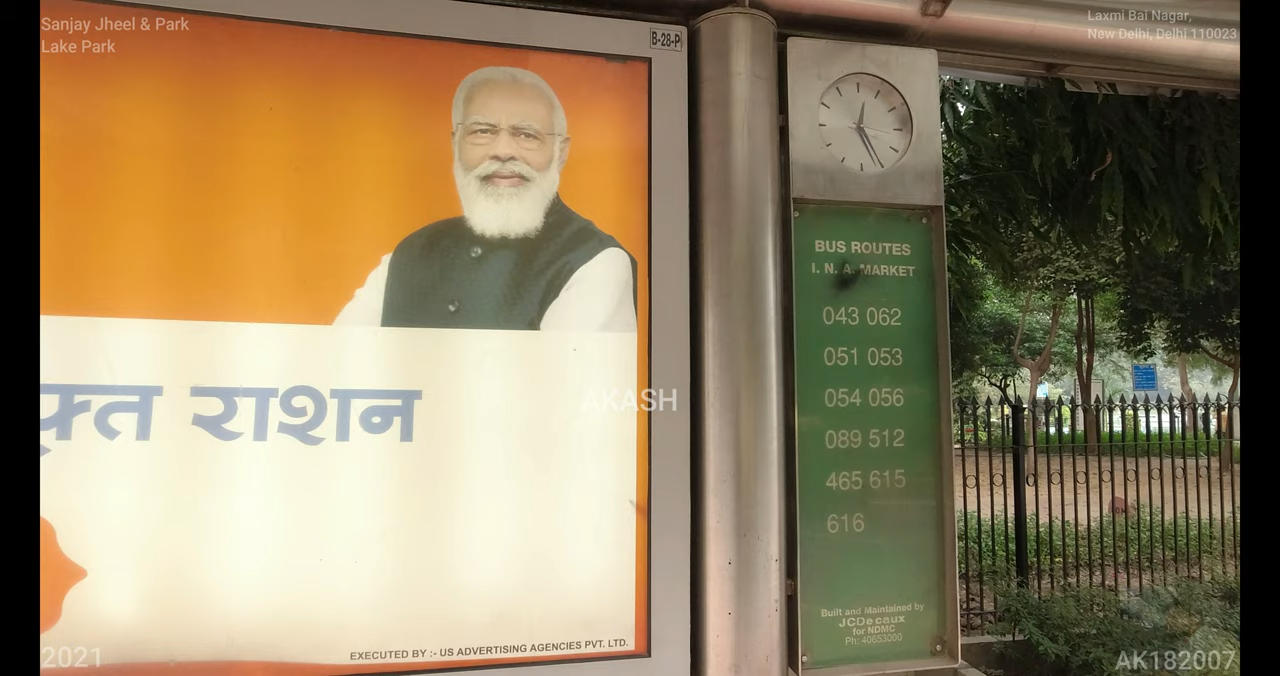 Sanjay Jheel & Park
Lake Park
Laxmi Bai Nagar,
New Delhi, Delhi 110023
B-28-P
BUS ROUTES
I. N. A. MARKET
043 062
051 053
054 056
089 512
465 615
616
राशन
AKASH
Built and Maintained by
JCDecaux
for NDMC
Ph: 40653000
EXECUTED BY :- US ADVERTISING AGENCIES PVT. LTD.
2021
AK182007